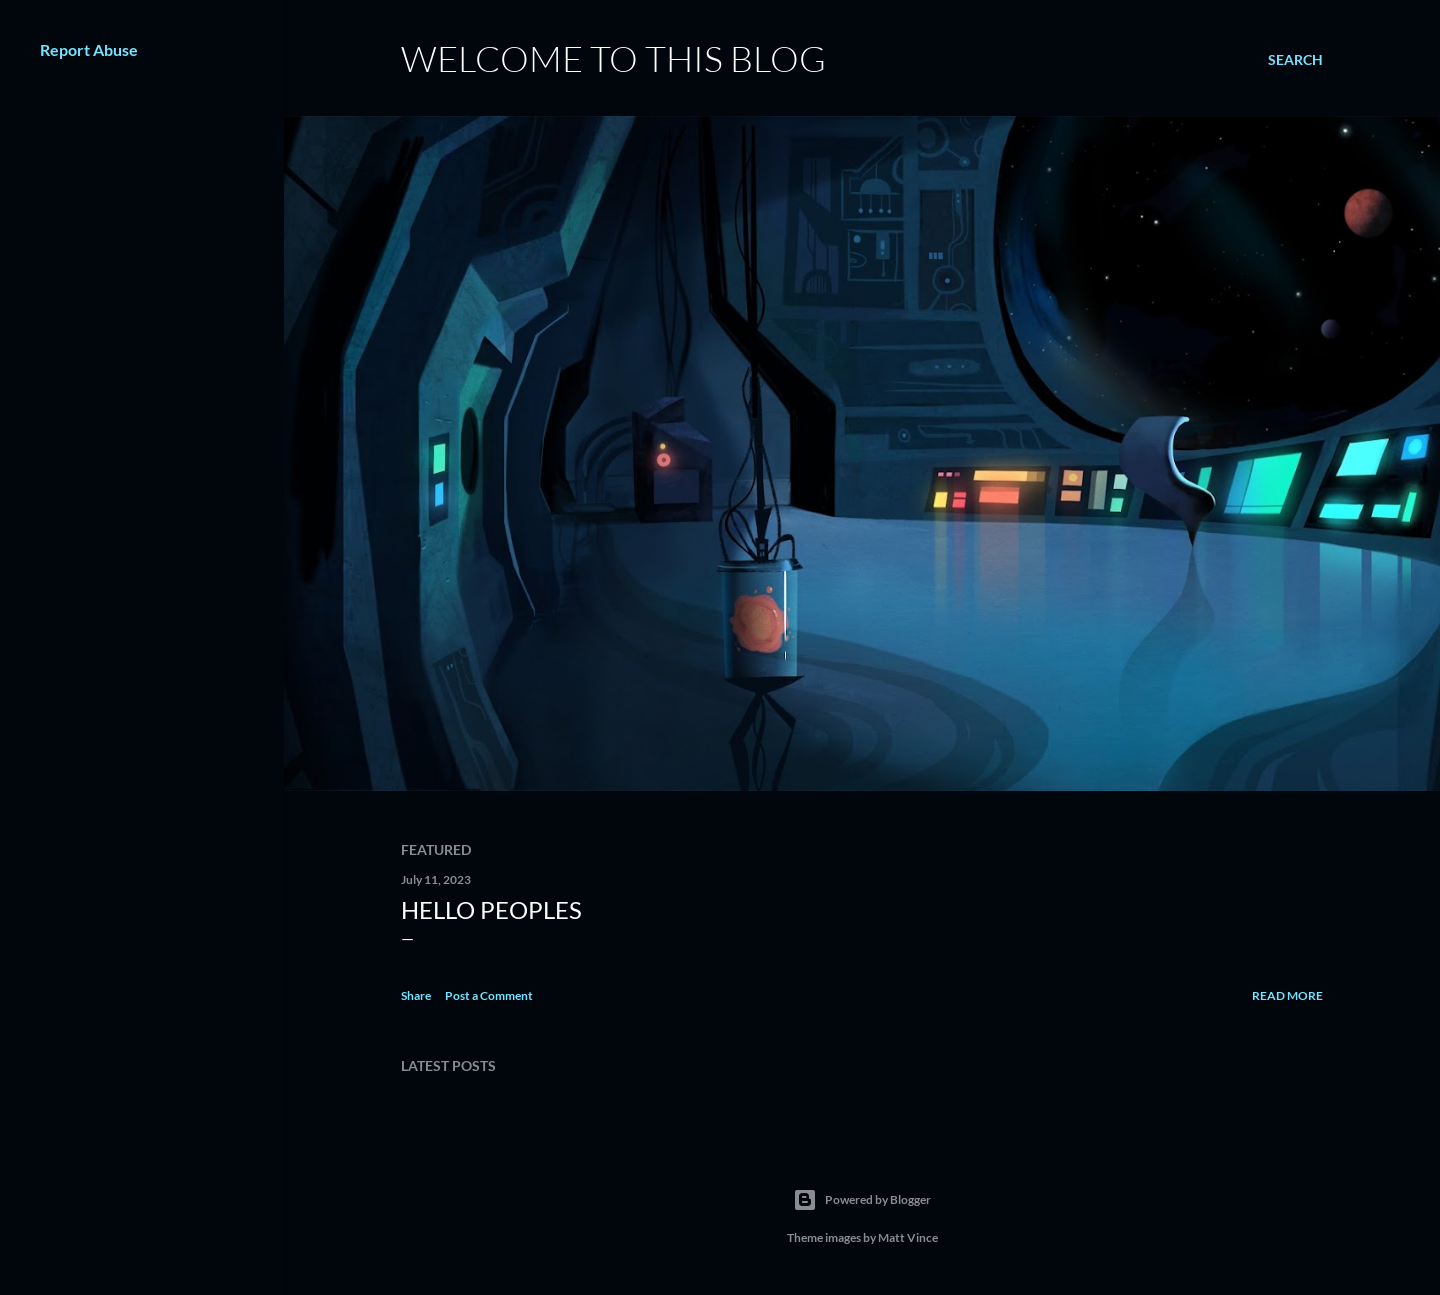 Report Abuse
WELCOME TO THIS BLOG
SEARCH
FEATURED
July 11, 2023
HELLO PEOPLES
Share
Post a Comment
READ MORE
LATEST POSTS
Powered by Blogger
Theme images by Matt Vince